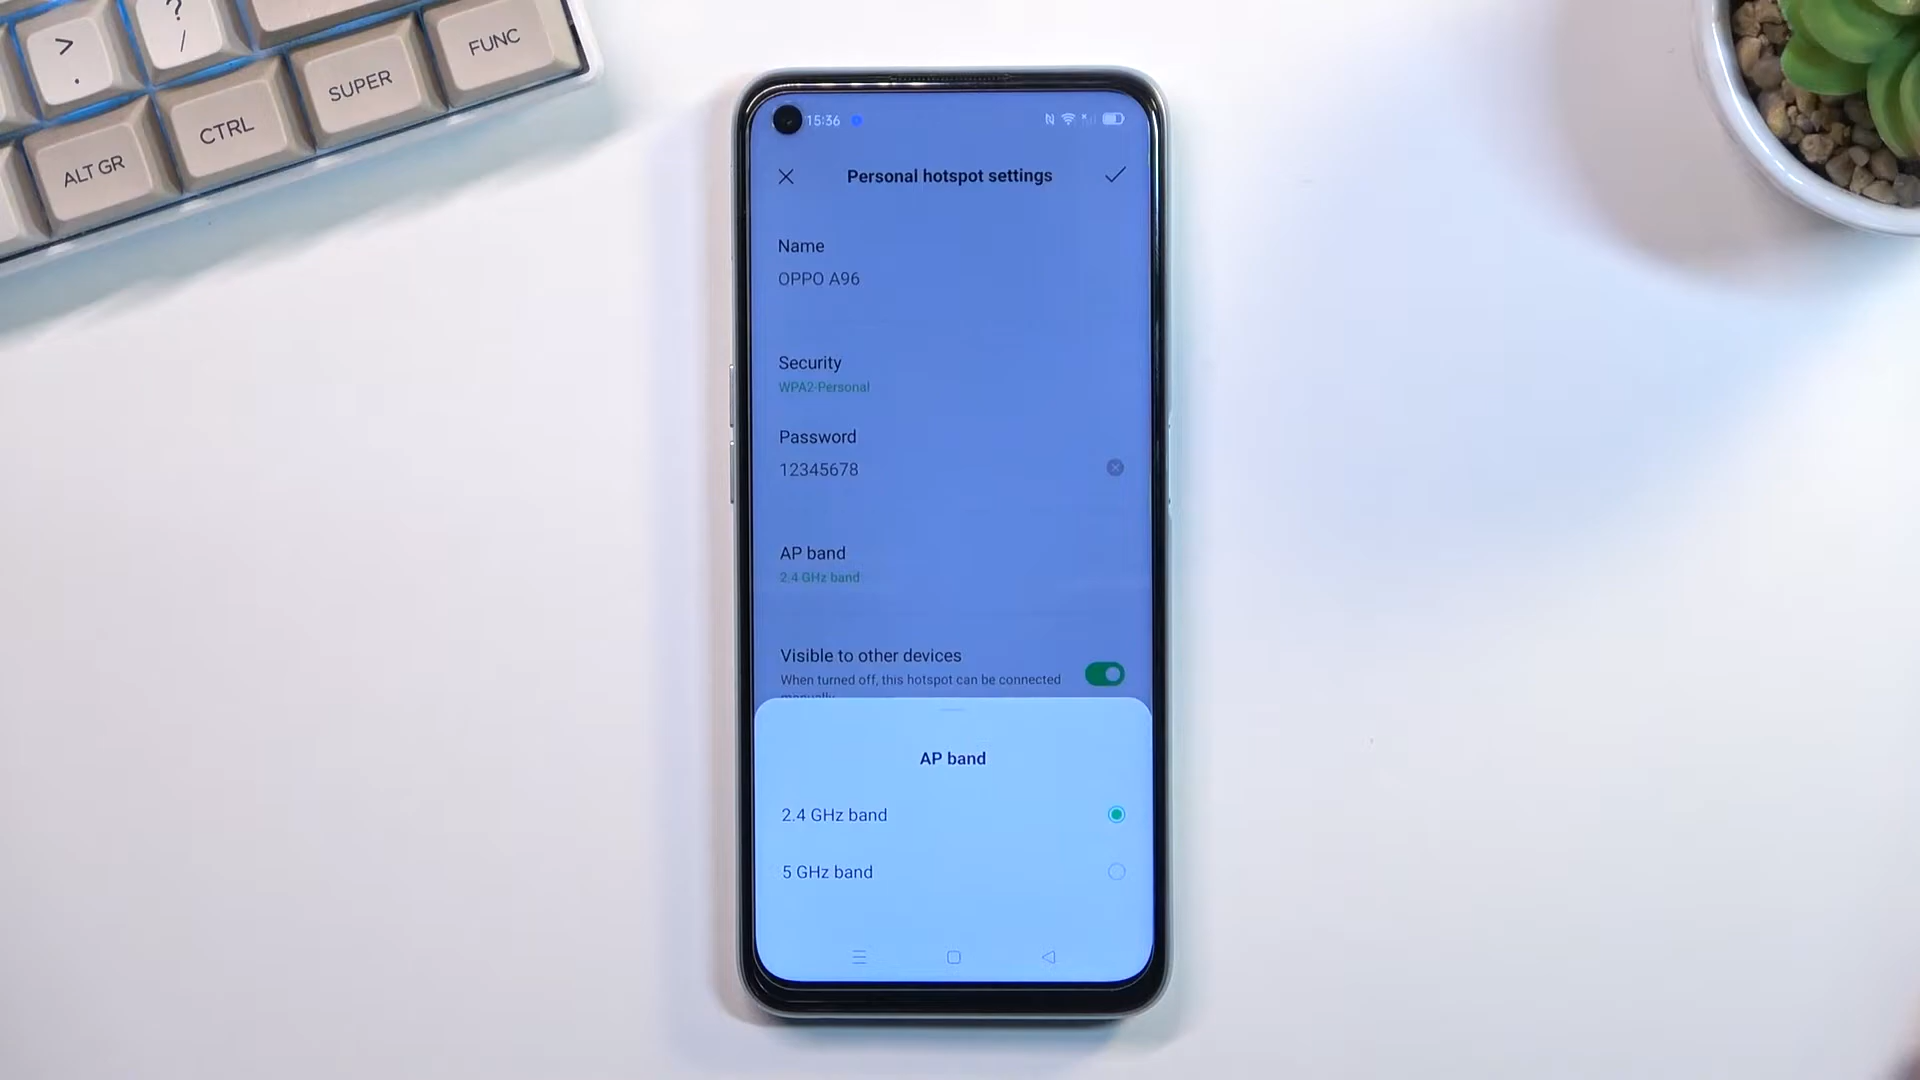 >
.
?
/
FUNC
SUPER
CTRL
ALT GR
15:36
Personal hotspot settings
Name
OPPO A96
Security
WPA2-Personal
Password
12345678
AP band
2.4 GHz band
Visible to other devices
When turned off, this hotspot can be connected
manually.
AP band
2.4 GHz band
5 GHz band